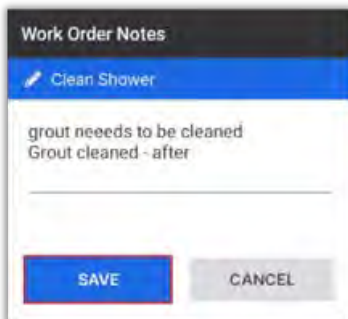 Work Order Notes
Clean Shower
grout neeeds to be cleaned
Grout cleaned - after
SAVE
CANCEL